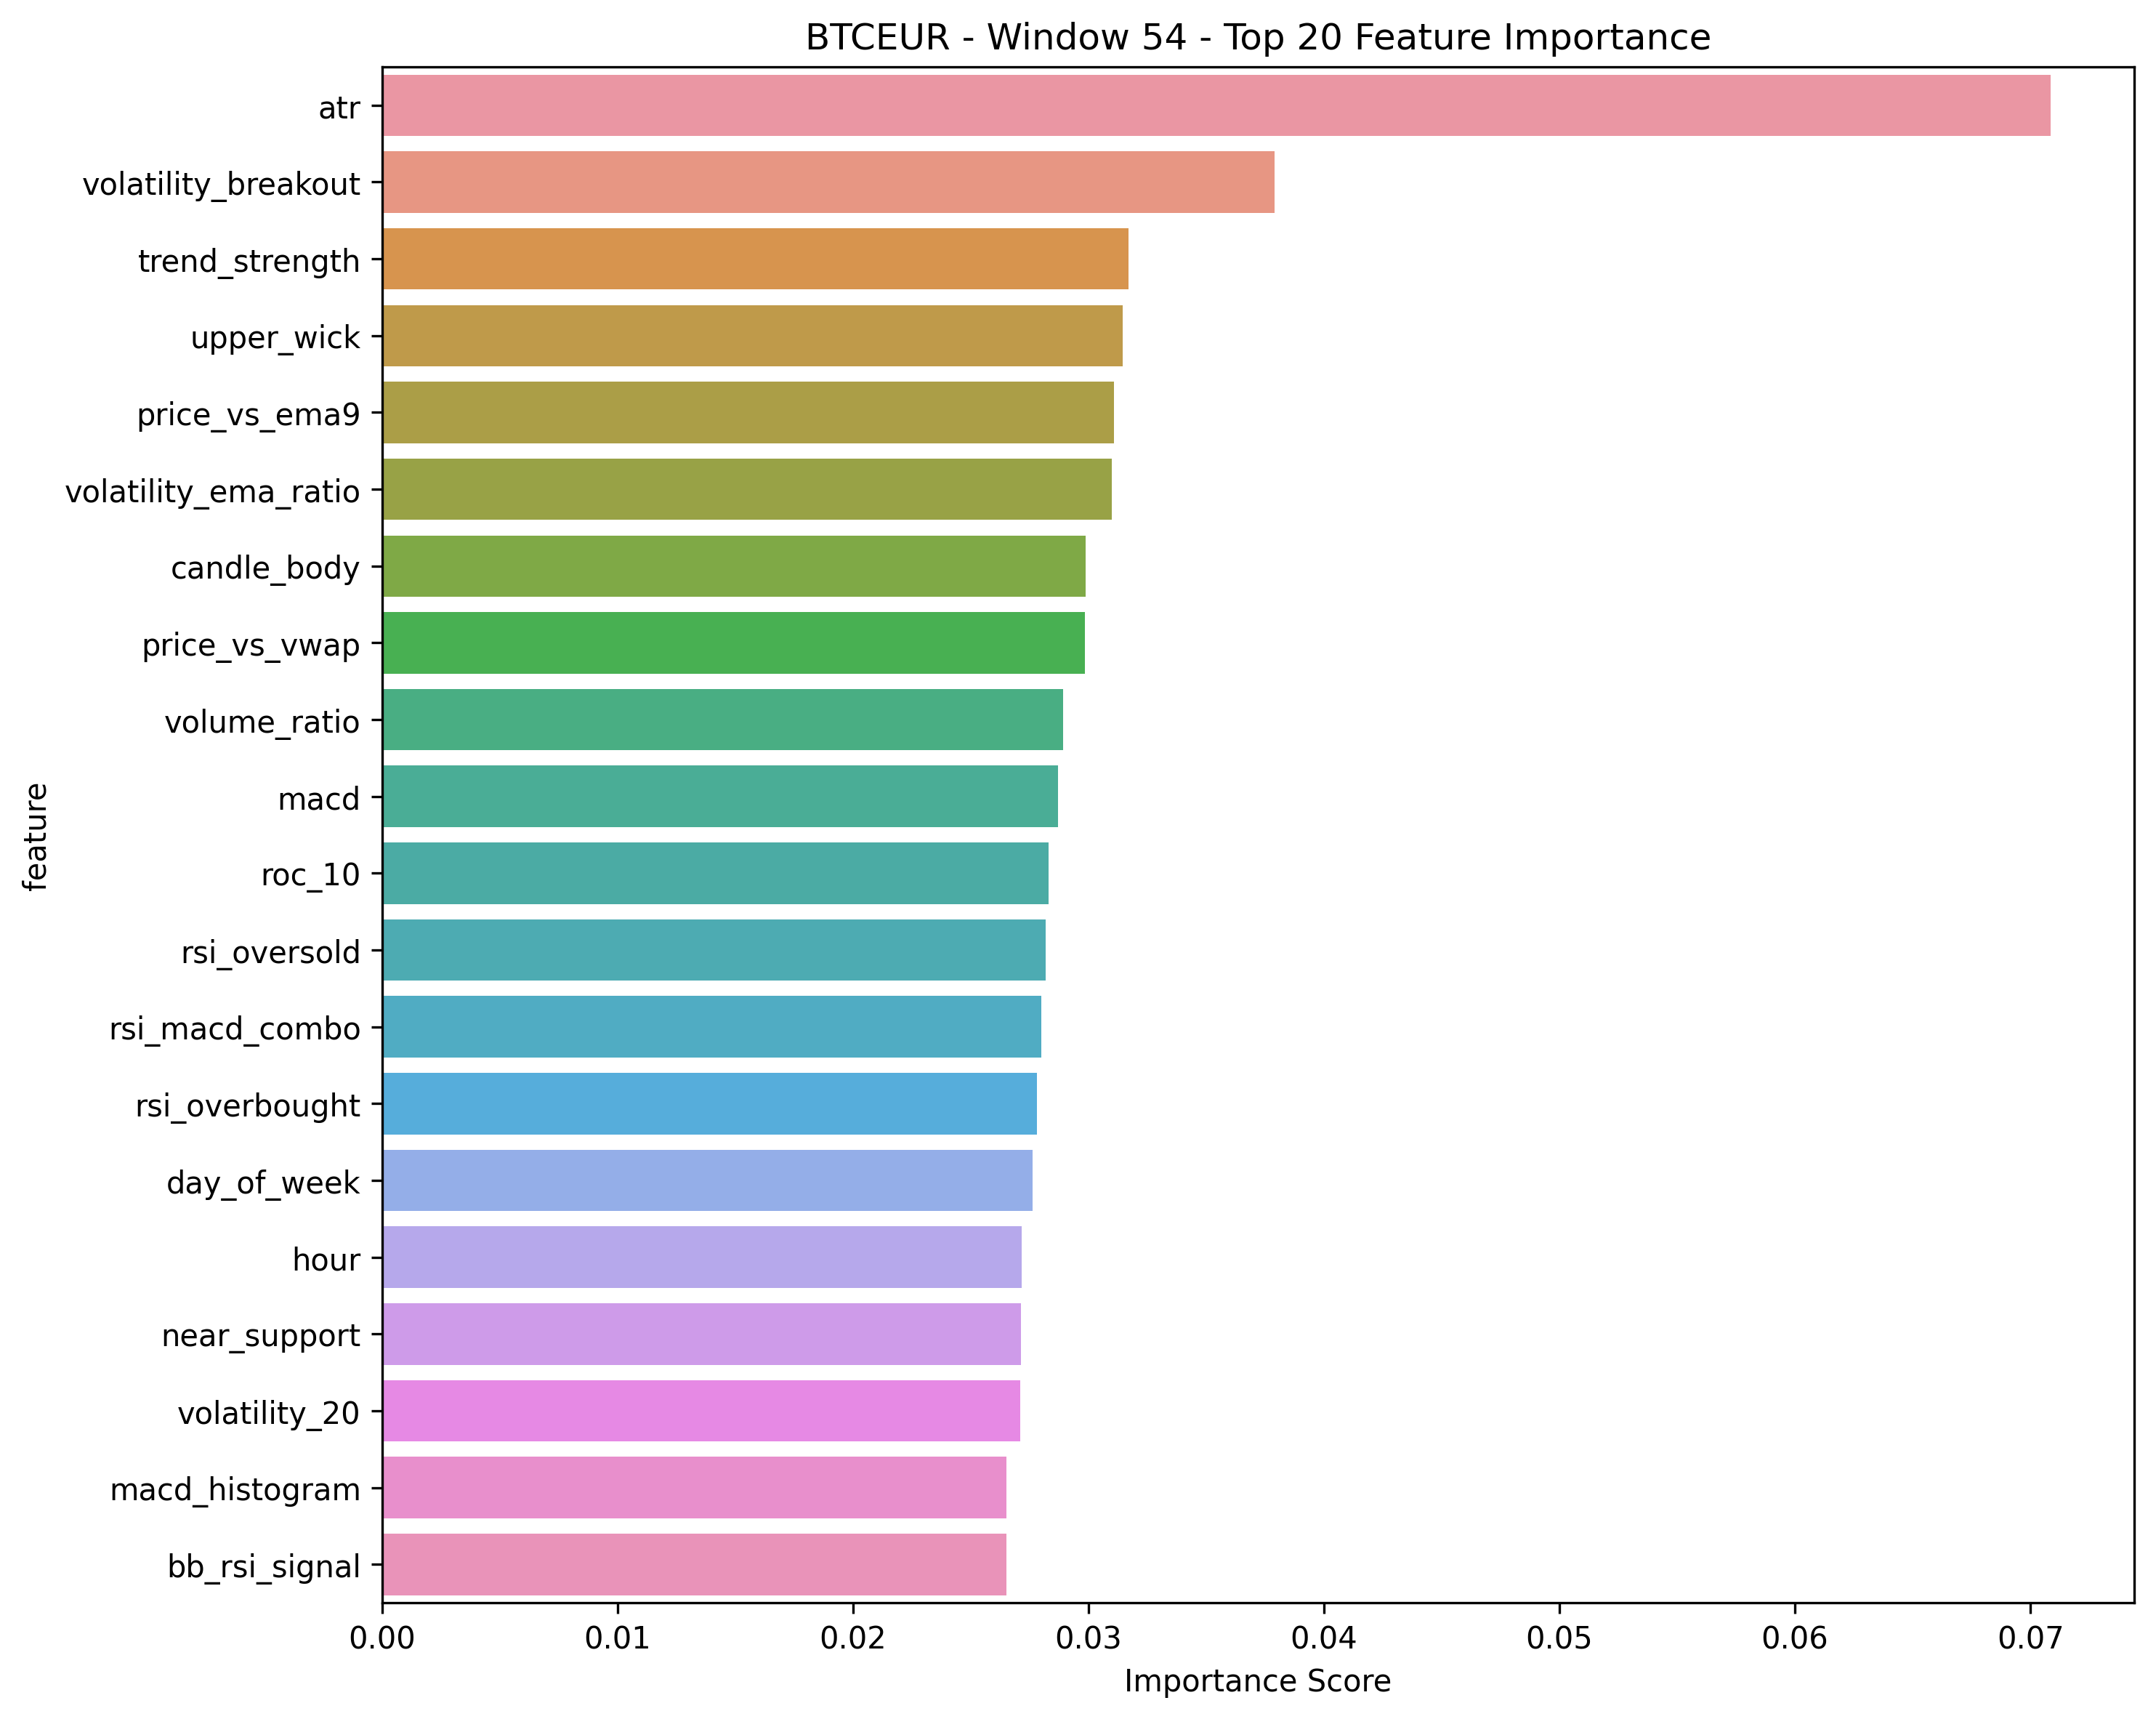 BTCEUR - Window 54 - Top 20 Feature Importance
atr
volatility_breakout
trend_strength
upper_wick
price_vs_ema9
volatility_ema_ratio
candle_body
price_vs_vwap
volume_ratio
macd
roc_10
rsi_oversold
rsi_macd_combo
rsi_overbought
day_of_week
hour
near_support
volatility_20
macd_histogram
bb_rsi_signal
feature
0.00 0.01 0.02 0.03 0.04 0.05 0.06 0.07
Importance Score